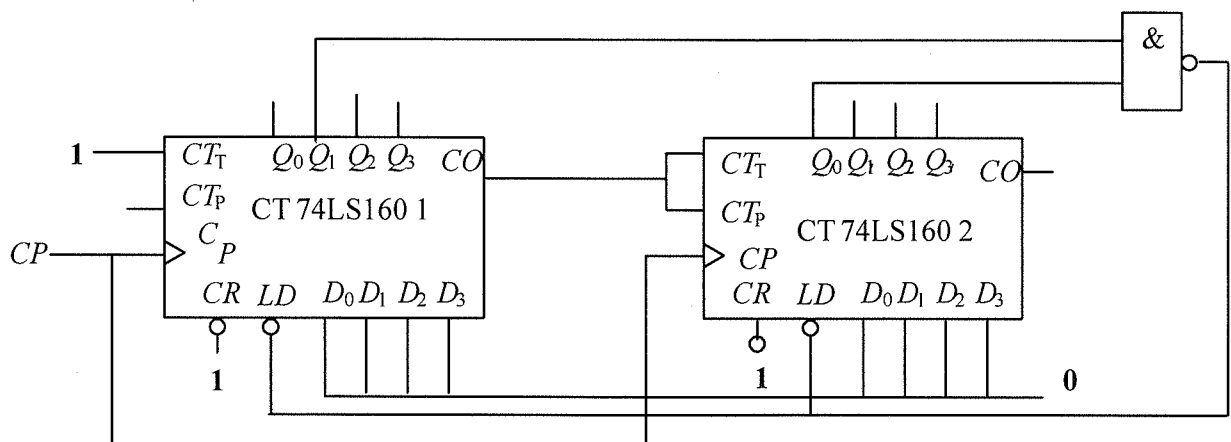 &
1 CT_T Q_0 Q_1 Q_2 Q_3 CO
CT_T Q_0 Q_1 Q_2 Q_3 CO
CT_P CT 74LS160 1
CT_P CT 74LS160 2
CP C_P
CP
CR LD D_0 D_1 D_2 D_3
CR LD D_0 D_1 D_2 D_3
1 1 0